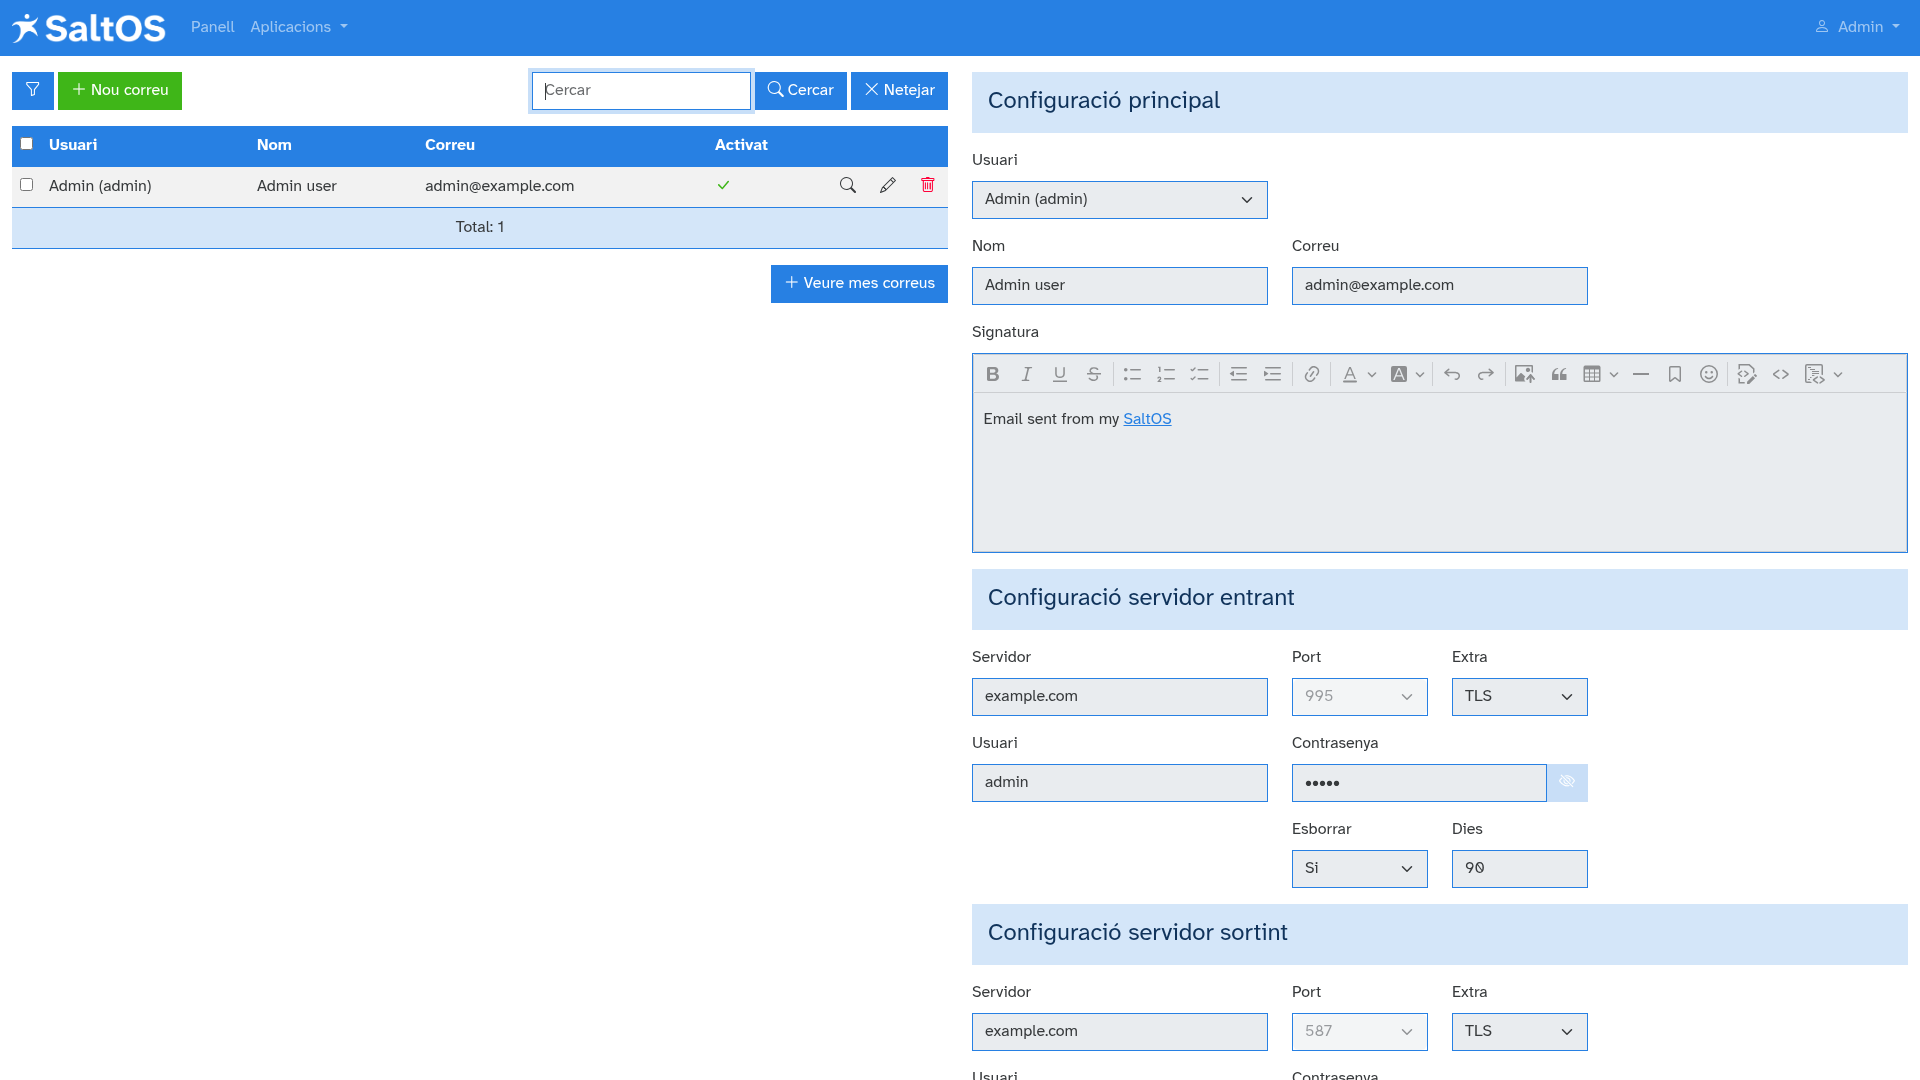 SaltOS Panell Aplicacions Admin
Nou correu Cercar Cercar Netejar
Usuari Nom Correu Activat
Admin (admin) Admin user admin@example.com
Total: 1
Veure mes correus
Configuració principal
Usuari
Admin (admin)
Nom Correu
Admin user admin@example.com
Signatura
Email sent from my SaltOS
Configuració servidor entrant
Servidor Port Extra
example.com 995 TLS
Usuari Contrasenya
admin •••••
Esborrar Dies
Si 90
Configuració servidor sortint
Servidor Port Extra
example.com 587 TLS
Usuari Contrasenya